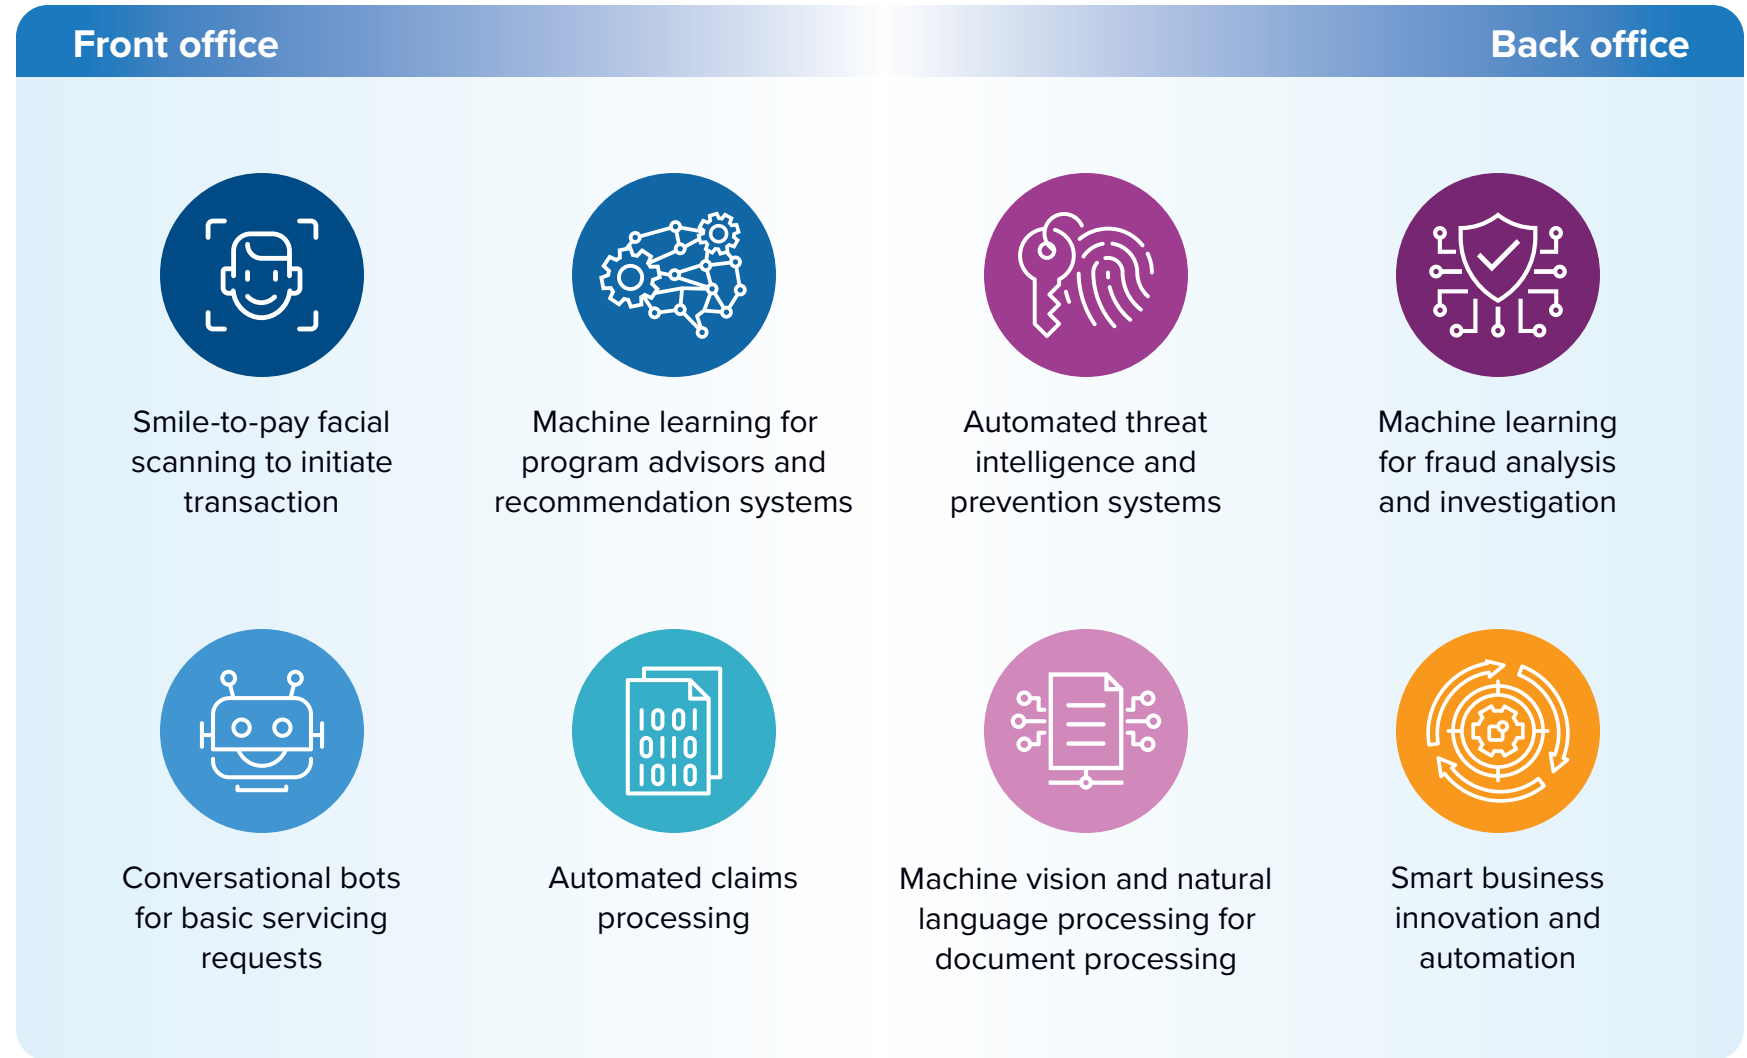 Front office
Back office
Smile-to-pay facial
scanning to initiate
transaction
Machine learning for
program advisors and
recommendation systems
Automated threat
intelligence and
prevention systems
Machine learning
for fraud analysis
and investigation
1001
0110
1010
Conversational bots
for basic servicing
requests
Automated claims
processing
Machine vision and natural
language processing for
document processing
Smart business
innovation and
automation